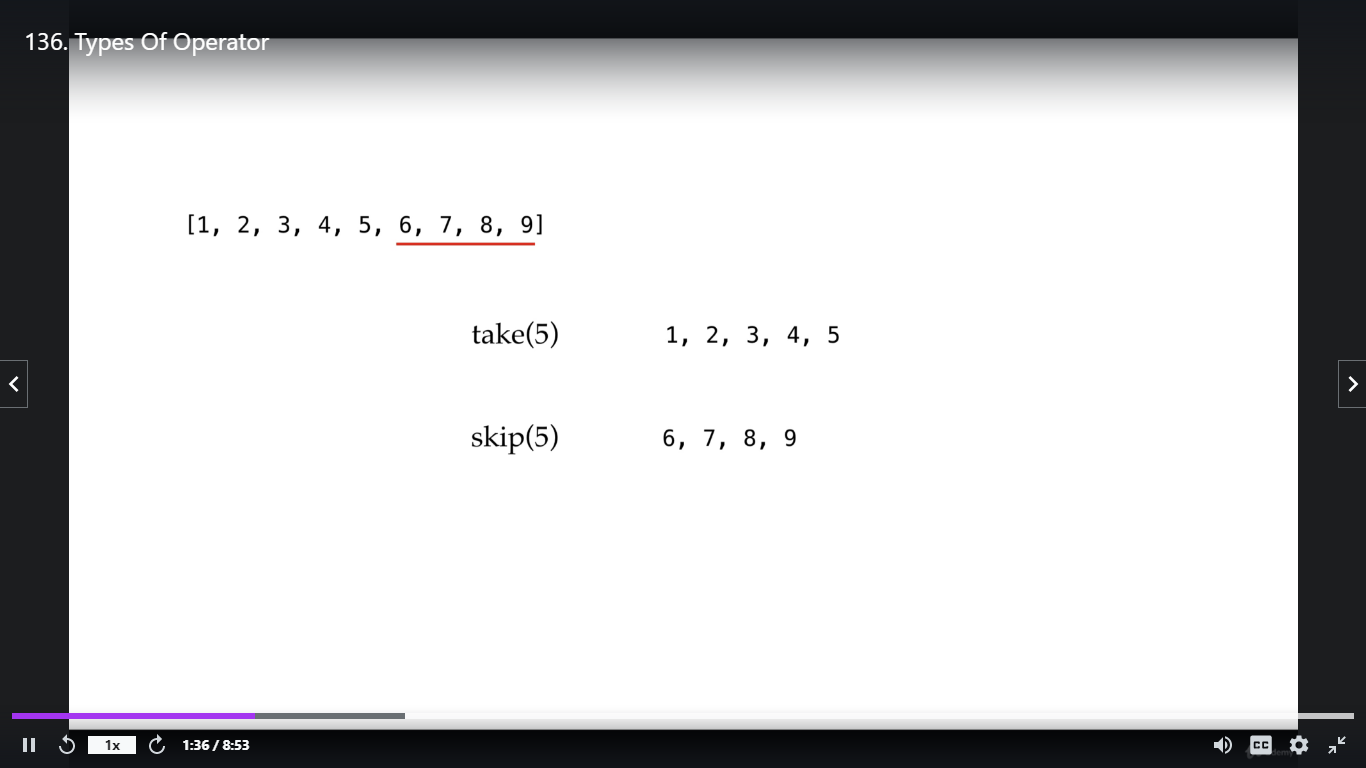 136. Types Of Operator
[1, 2, 3, 4, 5, 6, 7, 8, 9]
take(5) 1, 2, 3, 4, 5
skip(5) 6, 7, 8, 9
1x 1:36 / 8:53 CC